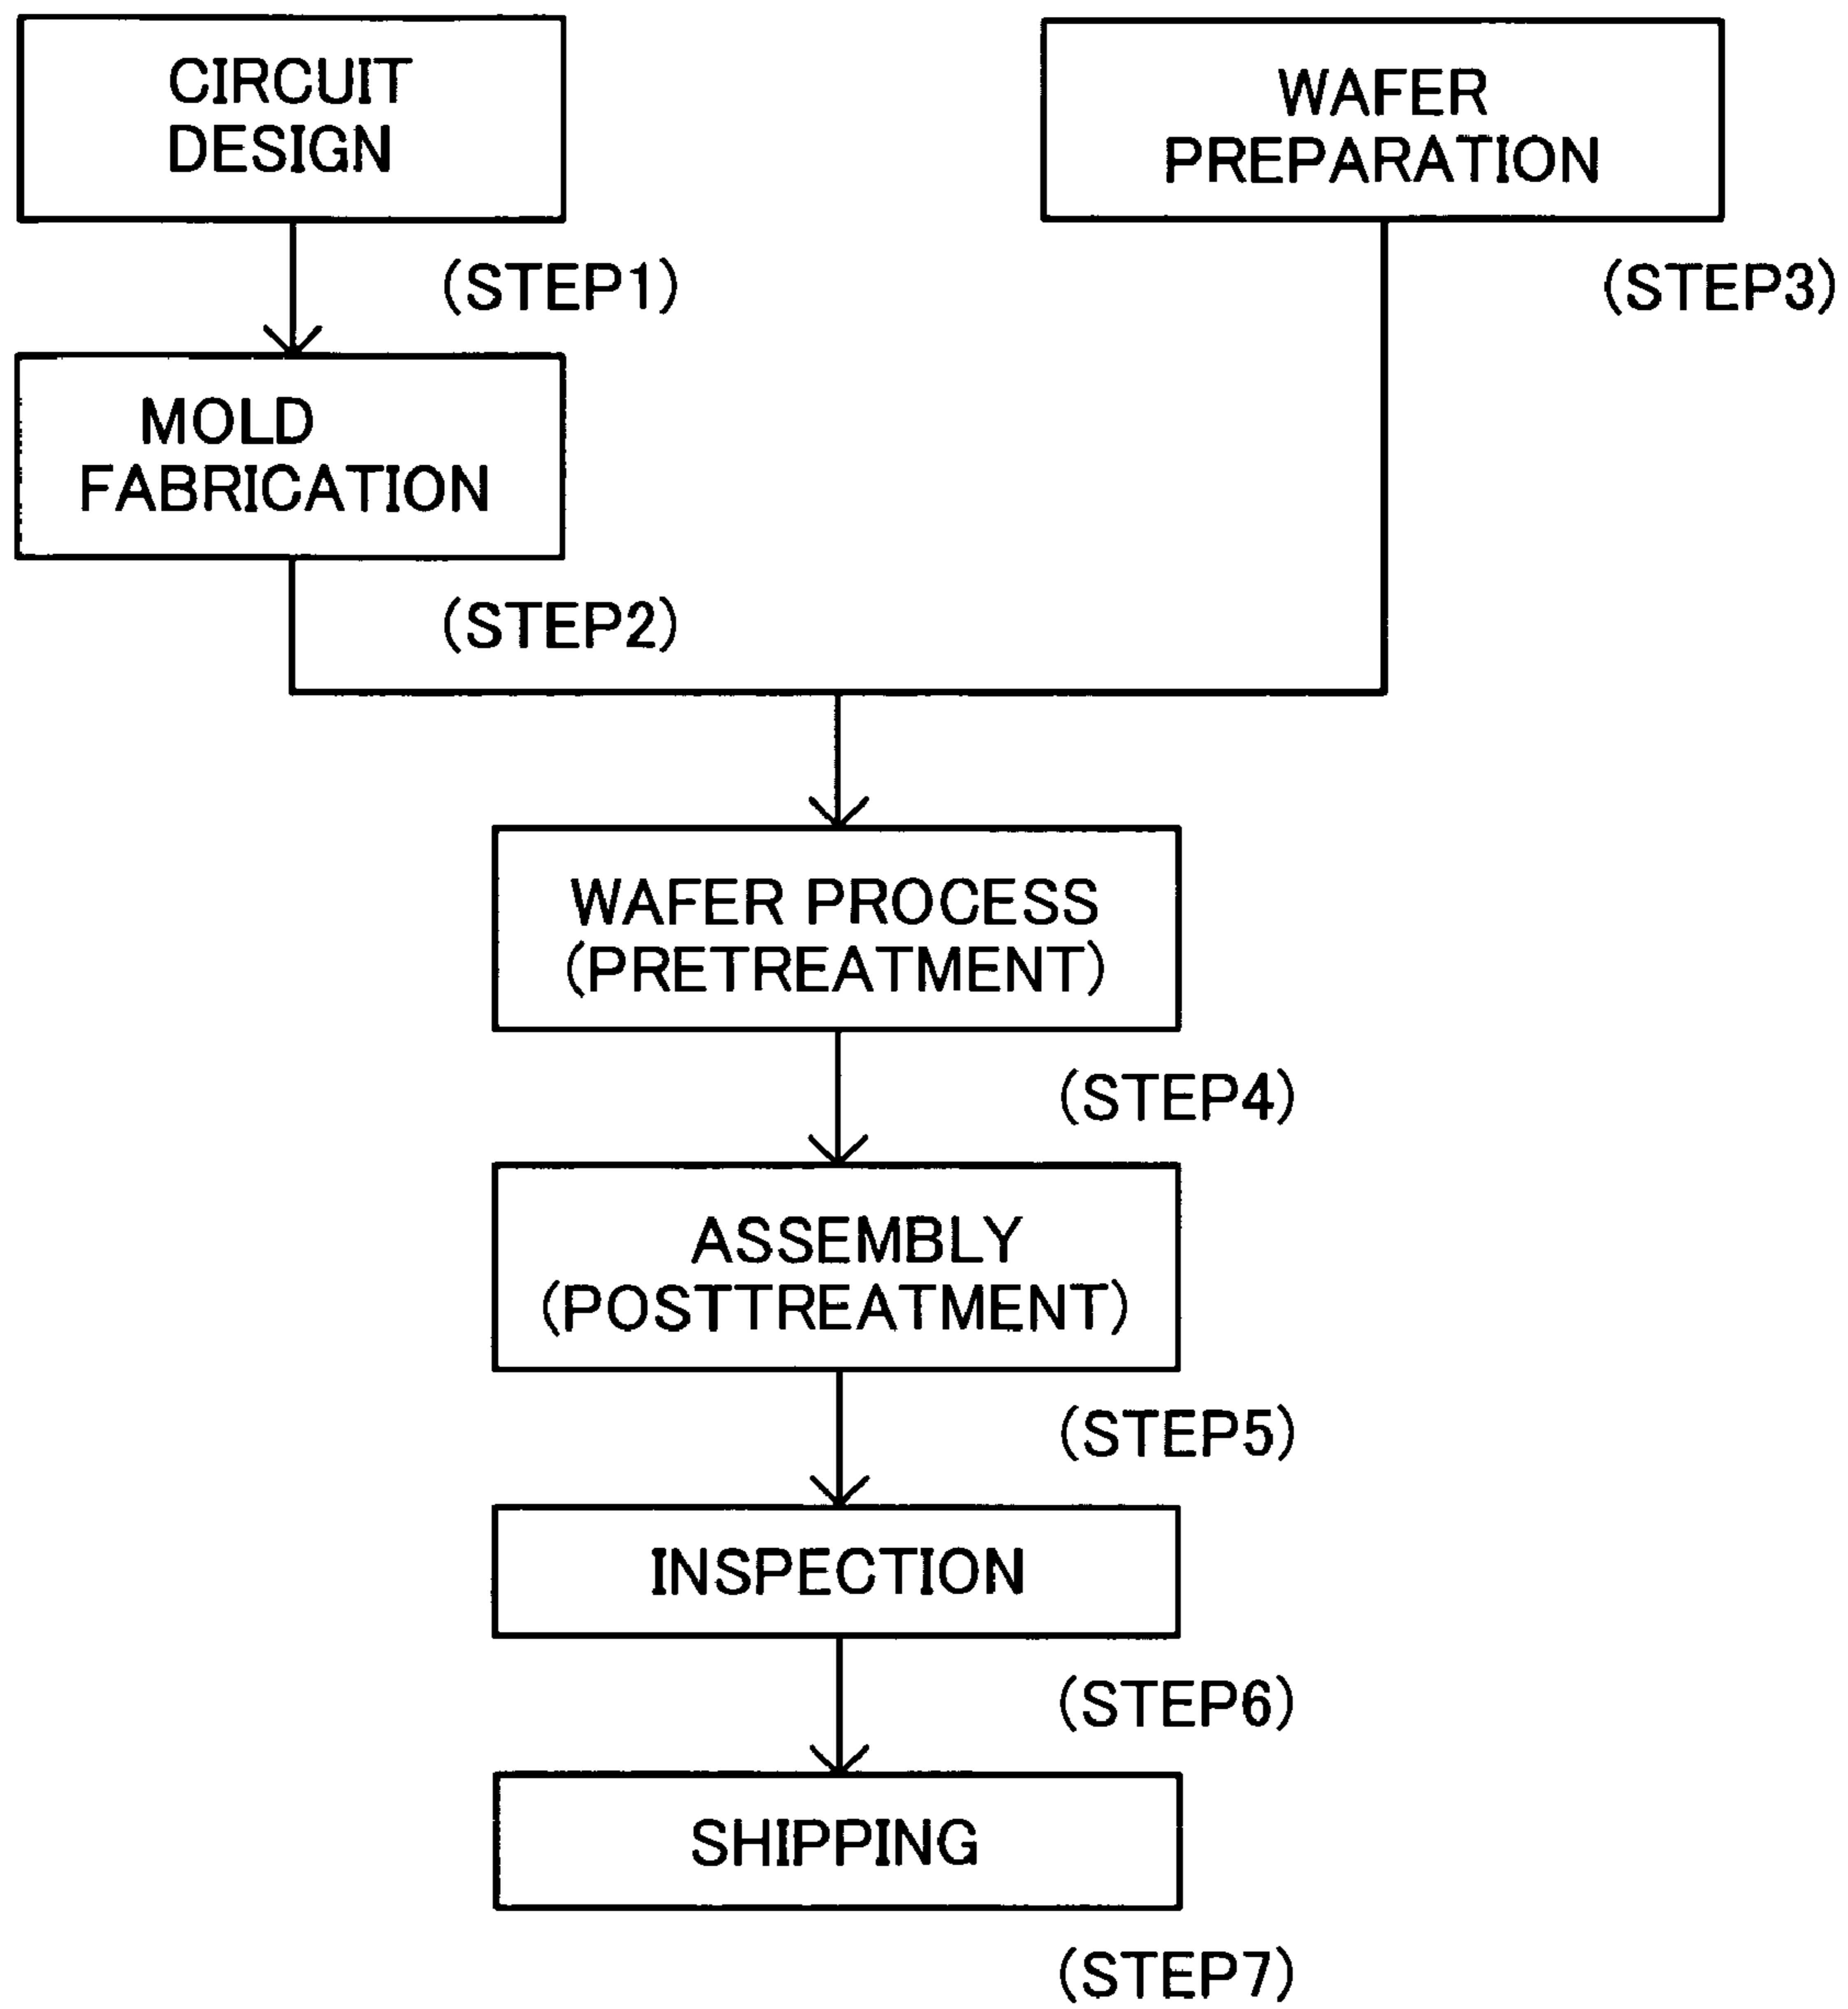 CIRCUIT
DESIGN
(STEP1)
WAFER
PREPARATION
(STEP3)
MOLD
FABRICATION
(STEP2)
WAFER PROCESS
(PRETREATMENT)
(STEP4)
ASSEMBLY
(POSTTREATMENT)
(STEP5)
INSPECTION
(STEP6)
SHIPPING
(STEP7)